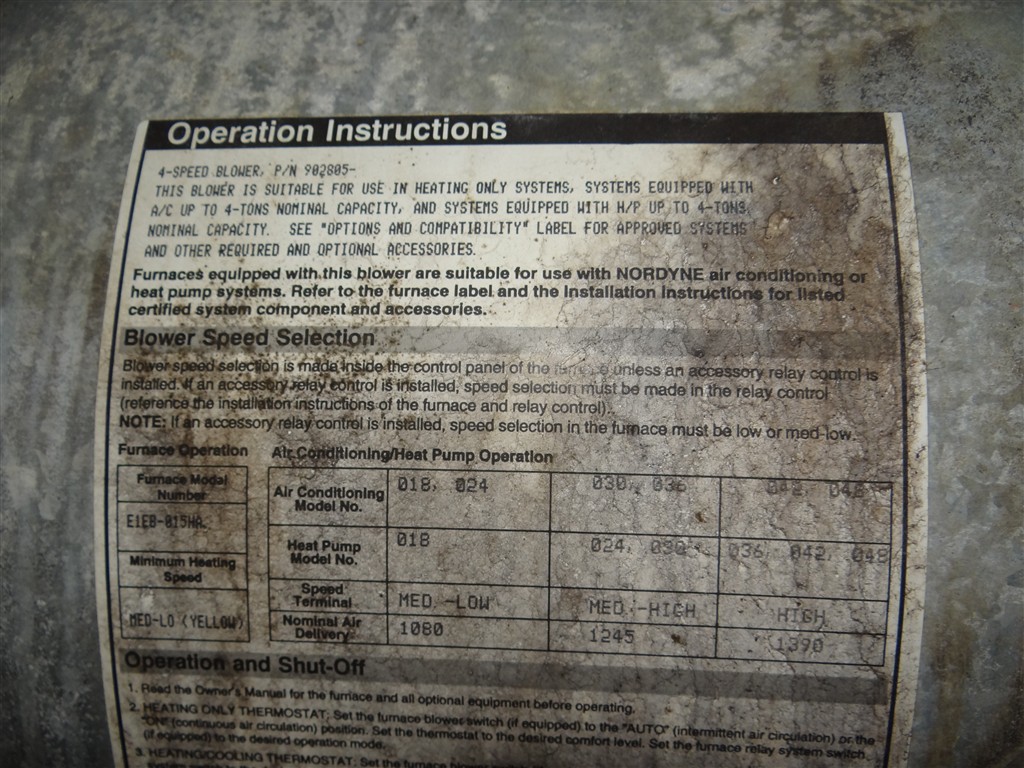 Operation Instructions
4-SPEED BLOWER, P/N 902805-
THIS BLOWER IS SUITABLE FOR USE IN HEATING ONLY SYSTEMS, SYSTEMS EQUIPPED WITH
A/C UP TO 4-TONS NOMINAL CAPACITY, AND SYSTEMS EQUIPPED WITH H/P UP TO 4-TONS
NOMINAL CAPACITY. SEE "OPTIONS AND COMPATIBILITY" LABEL FOR APPROVED SYSTEMS
AND OTHER REQUIRED AND OPTIONAL ACCESSORIES.
Furnaces equipped with this blower are suitable for use with NORDYNE air conditioning or
heat pump systems. Refer to the furnace label and the Installation Instructions for listed
certified system component and accessories.
Blower Speed Selection
Blower speed selection is made inside the control panel of the furnace unless an accessory relay control is
installed. If an accessory relay control is installed, speed selection must be made in the relay control
(reference the installation instructions of the furnace and relay control).
NOTE: If an accessory relay control is installed, speed selection in the furnace must be low or med-low.
Furnace Operation Air Conditioning/Heat Pump Operation
Furnace Model
Number
E1EB-015HA
Minimum Heating
Speed
MED-LO (YELLOW)
Air Conditioning
Model No. 018, 024 030, 036 042, 048
Heat Pump
Model No. 018 024, 030 036, 042, 048
Speed
Terminal MED.-LOW MED.-HIGH HIGH
Nominal Air
Delivery 1080 1245 1390
Operation and Shut-Off
1. Read the Owner's Manual for the furnace and all optional equipment before operating.
2. HEATING ONLY THERMOSTAT: Set the furnace blower switch (if equipped) to the "AUTO" (intermittent air circulation) or the
"ON" (continuous air circulation) position. Set the thermostat to the desired comfort level. Set the furnace relay system switch
(if equipped) to the desired operation mode.
3. HEATING/COOLING THERMOSTAT: Set the furnace blower